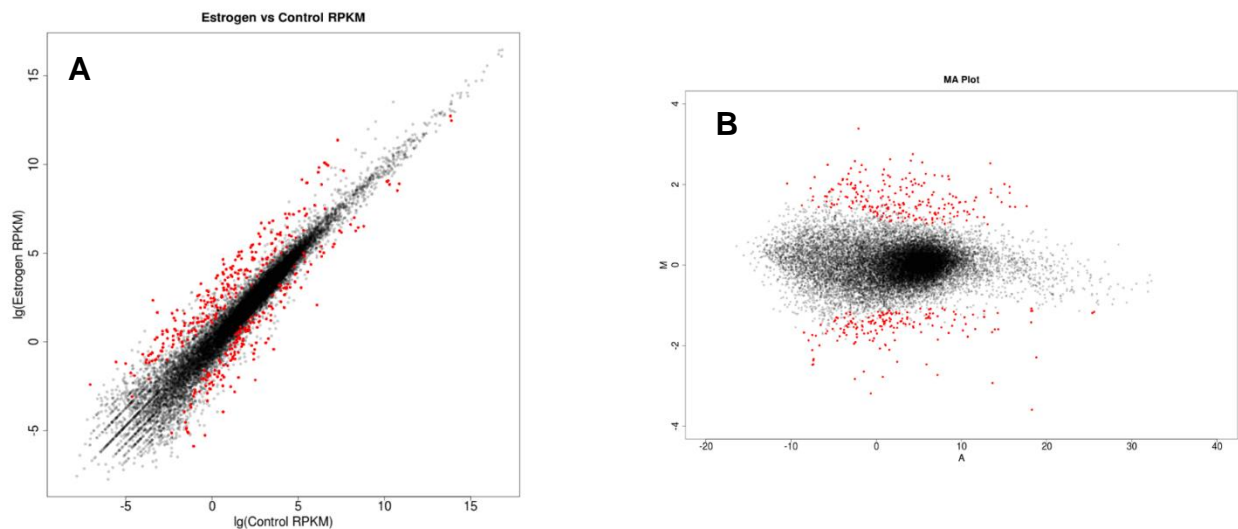 Estrogen vs Control RPKM
A
15
10
5
0
-5
lg(Estrogen RPKM)
-5 0 5 10 15
lg(Control RPKM)
MA Plot
B
4
2
0
-2
-4
M
-20 -10 0 10 20 30 40
A